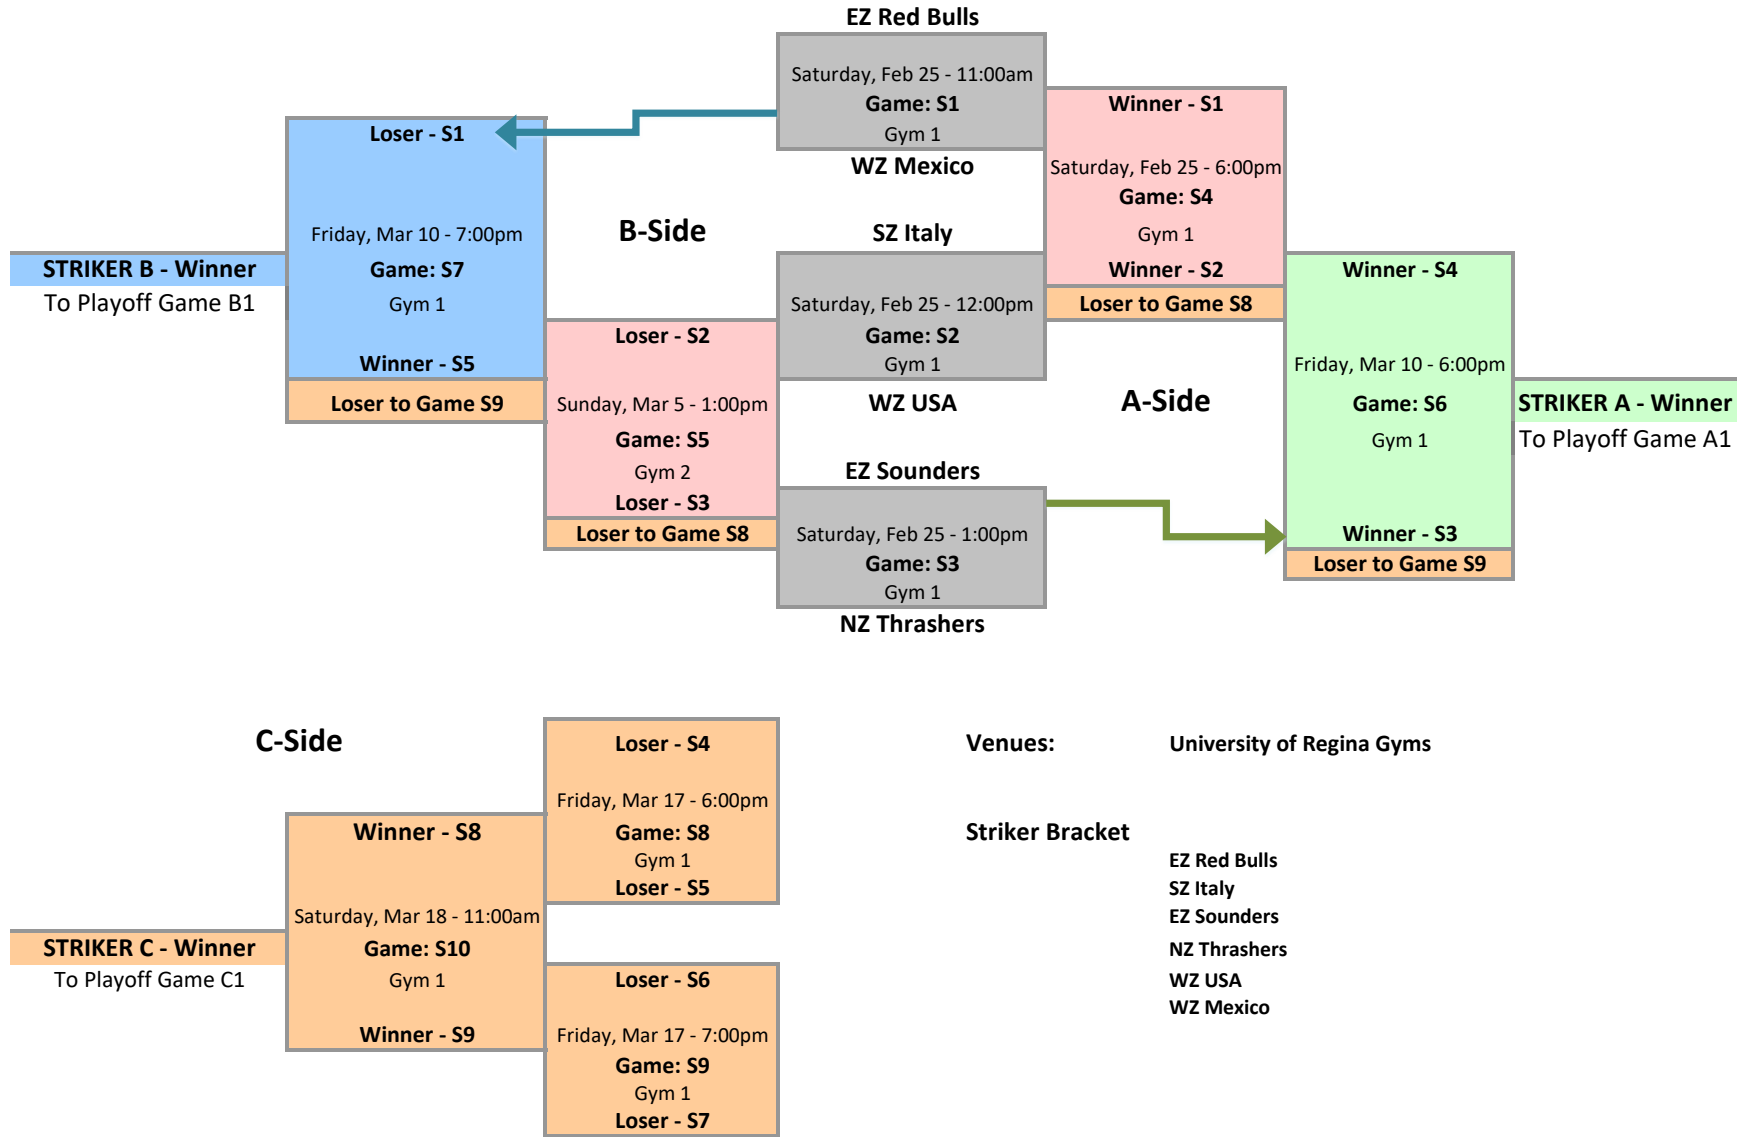 EZ Red Bulls
Saturday, Feb 25 - 11:00am
Game: S1
Gym 1
WZ Mexico
Winner - S1
Saturday, Feb 25 - 6:00pm
Game: S4
Gym 1
Winner - S2
Loser to Game S8
Loser - S1
Friday, Mar 10 - 7:00pm
Game: S7
Gym 1
Winner - S5
Loser to Game S9
B-Side
STRIKER B - Winner
To Playoff Game B1
SZ Italy
Saturday, Feb 25 - 12:00pm
Game: S2
Gym 1
WZ USA
Loser - S2
Sunday, Mar 5 - 1:00pm
Game: S5
Gym 2
Loser - S3
Loser to Game S8
A-Side
Winner - S4
Friday, Mar 10 - 6:00pm
Game: S6
Gym 1
Winner - S3
Loser to Game S9
STRIKER A - Winner
To Playoff Game A1
EZ Sounders
Saturday, Feb 25 - 1:00pm
Game: S3
Gym 1
NZ Thrashers
C-Side
Loser - S4
Friday, Mar 17 - 6:00pm
Game: S8
Gym 1
Loser - S5
Winner - S8
Saturday, Mar 18 - 11:00am
Game: S10
Gym 1
Winner - S9
STRIKER C - Winner
To Playoff Game C1
Loser - S6
Friday, Mar 17 - 7:00pm
Game: S9
Gym 1
Loser - S7
Venues: University of Regina Gyms
Striker Bracket
EZ Red Bulls
SZ Italy
EZ Sounders
NZ Thrashers
WZ USA
WZ Mexico